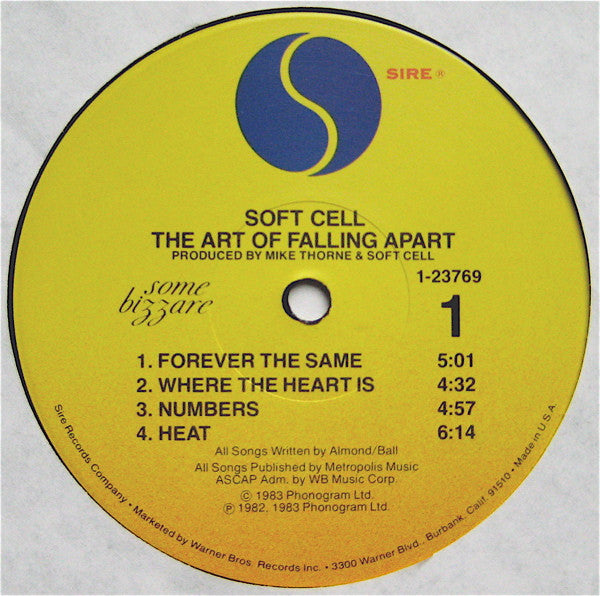 SIRE®
SOFT CELL
THE ART OF FALLING APART
PRODUCED BY MIKE THORNE & SOFT CELL
1-23769
some
bizzare
1
1. FOREVER THE SAME 5:01
2. WHERE THE HEART IS 4:32
3. NUMBERS 4:57
4. HEAT 6:14
All Songs Written by Almond/Ball
All Songs Published by Metropolis Music
ASCAP Adm. by WB Music Corp.
© 1983 Phonogram Ltd.
℗ 1982, 1983 Phonogram Ltd.
Sire Records Company • Marketed by Warner Bros. Records Inc. • 3300 Warner Blvd., Burbank, Calif. 91510 • Made in U.S.A.